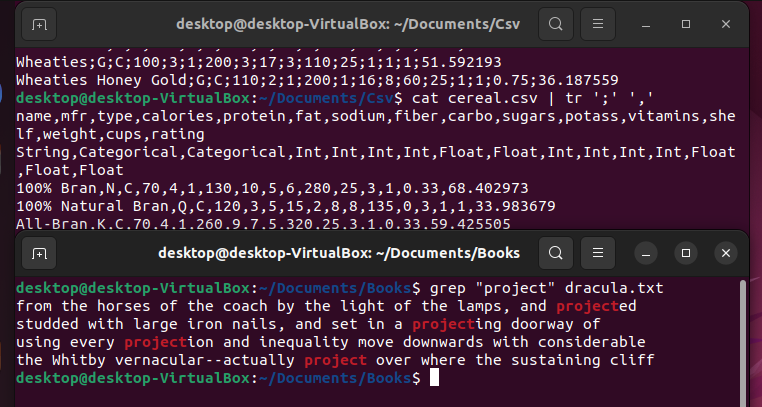 desktop@desktop-VirtualBox: ~/Documents/Csv
Wheaties;G;C;100;3;1;200;3;17;3;110;25;1;1;1;51.592193
Wheaties Honey Gold;G;C;110;2;1;200;1;16;8;60;25;1;1;0.75;36.187559
desktop@desktop-VirtualBox:~/Documents/Csv$ cat cereal.csv | tr ';' ','
name,mfr,type,calories,protein,fat,sodium,fiber,carbo,sugars,potass,vitamins,she
lf,weight,cups,rating
String,Categorical,Categorical,Int,Int,Int,Int,Float,Float,Int,Int,Int,Int,Float
,Float,Float
100% Bran,N,C,70,4,1,130,10,5,6,280,25,3,1,0.33,68.402973
100% Natural Bran,Q,C,120,3,5,15,2,8,8,135,0,3,1,1,33.983679
All-Bran,K,C,70,4,1,260,9,7,5,320,25,3,1,0.33,59.425505
desktop@desktop-VirtualBox: ~/Documents/Books
desktop@desktop-VirtualBox:~/Documents/Books$ grep "project" dracula.txt
from the horses of the coach by the light of the lamps, and projected
studded with large iron nails, and set in a projecting doorway of
using every projection and inequality move downwards with considerable
the Whitby vernacular--actually project over where the sustaining cliff
desktop@desktop-VirtualBox:~/Documents/Books$